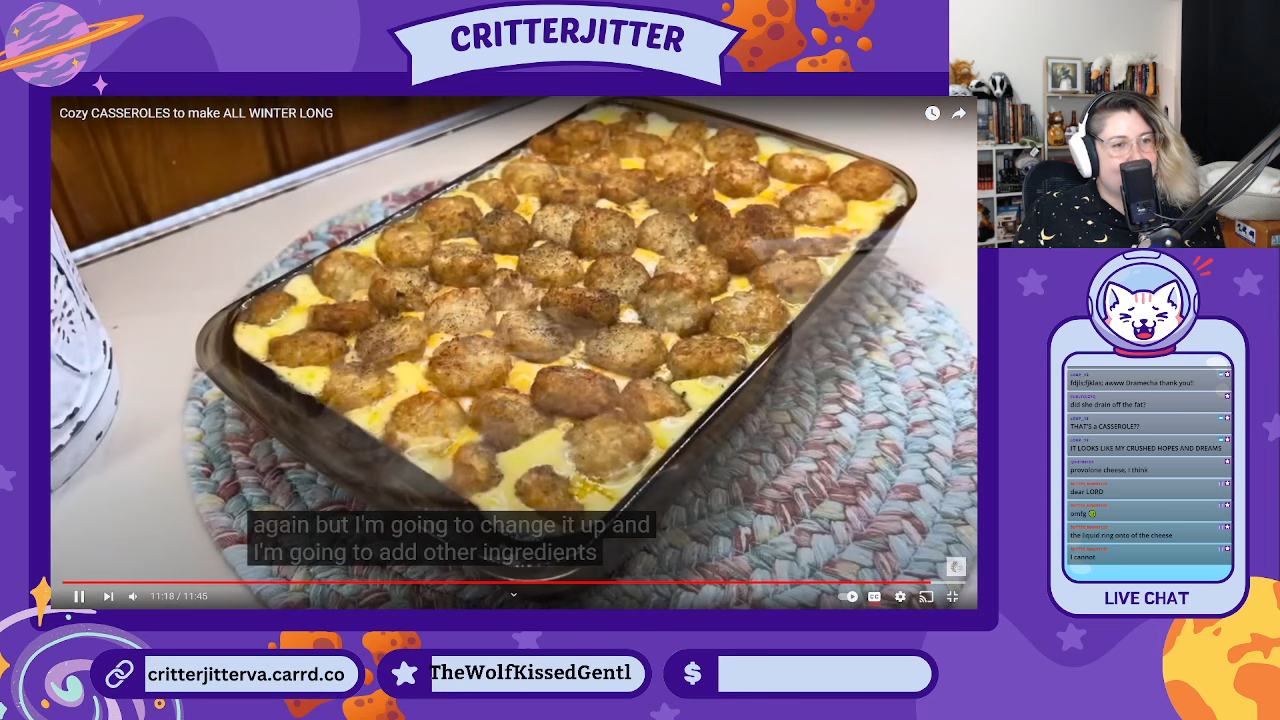 CRITTERJITTER
Cozy CASSEROLES to make ALL WINTER LONG
again but I'm going to change it up and
I'm going to add other ingredients
11:18 / 11:45
CC
fdjls;fjklas; awww Dramecha thank you!!
did she drain off the fat?
THAT'S a CASSEROLE??
IT LOOKS LIKE MY CRUSHED HOPES AND DREAMS
provolone cheese, I think
dear LORD
omfg
the liquid ring onto of the cheese
I cannot
LIVE CHAT
critterjitterva.carrd.co
TheWolfKissedGentl
$